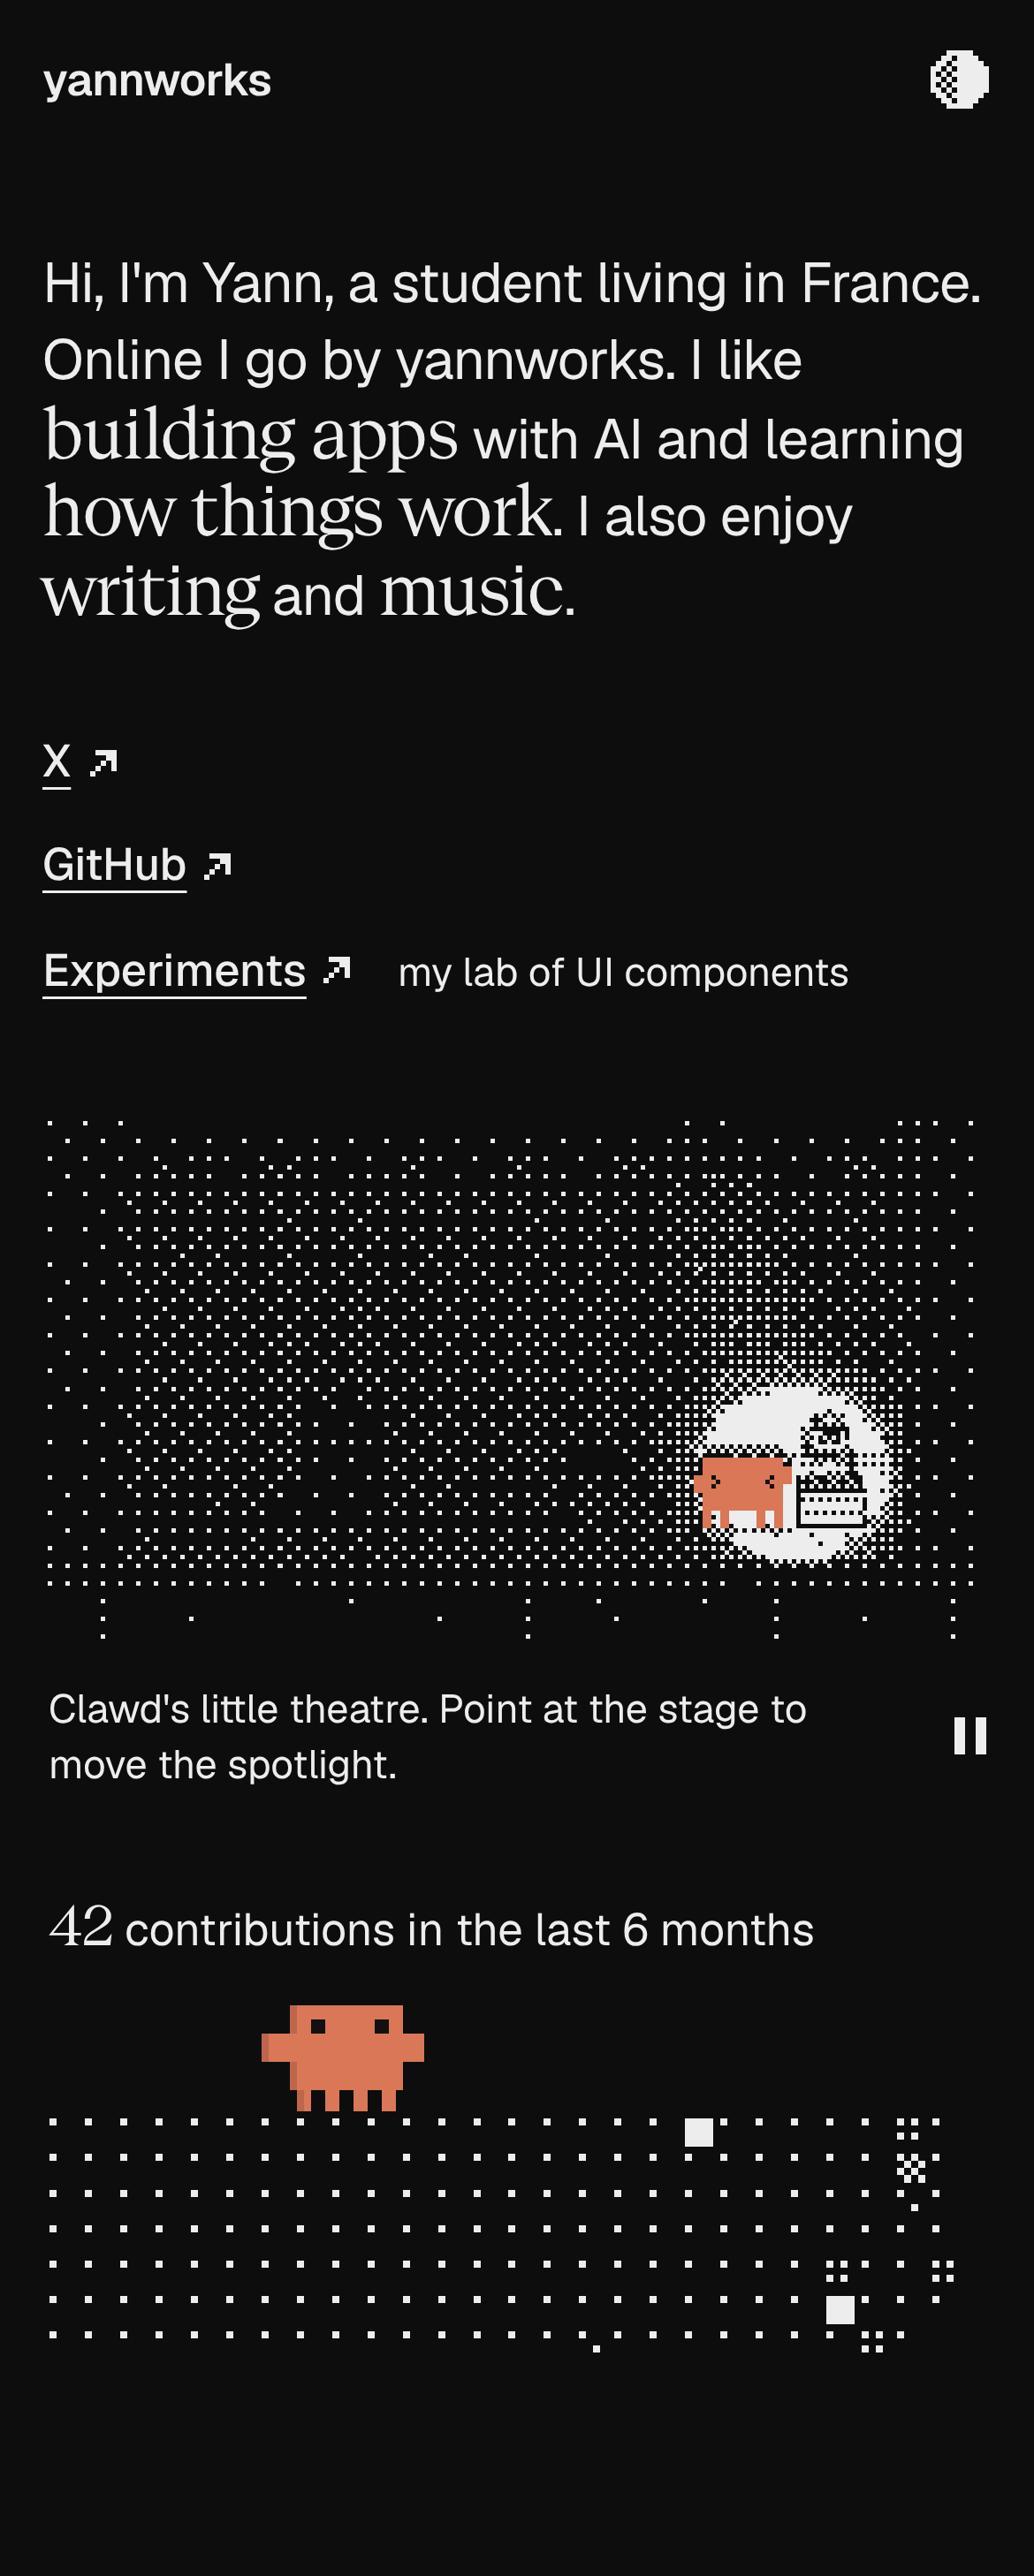 yannworks
Hi, I'm Yann, a student living in France.
Online I go by yannworks. I like
building apps with AI and learning
how things work. I also enjoy
writing and music.
X
GitHub
Experiments my lab of UI components
Clawd's little theatre. Point at the stage to
move the spotlight.
42 contributions in the last 6 months